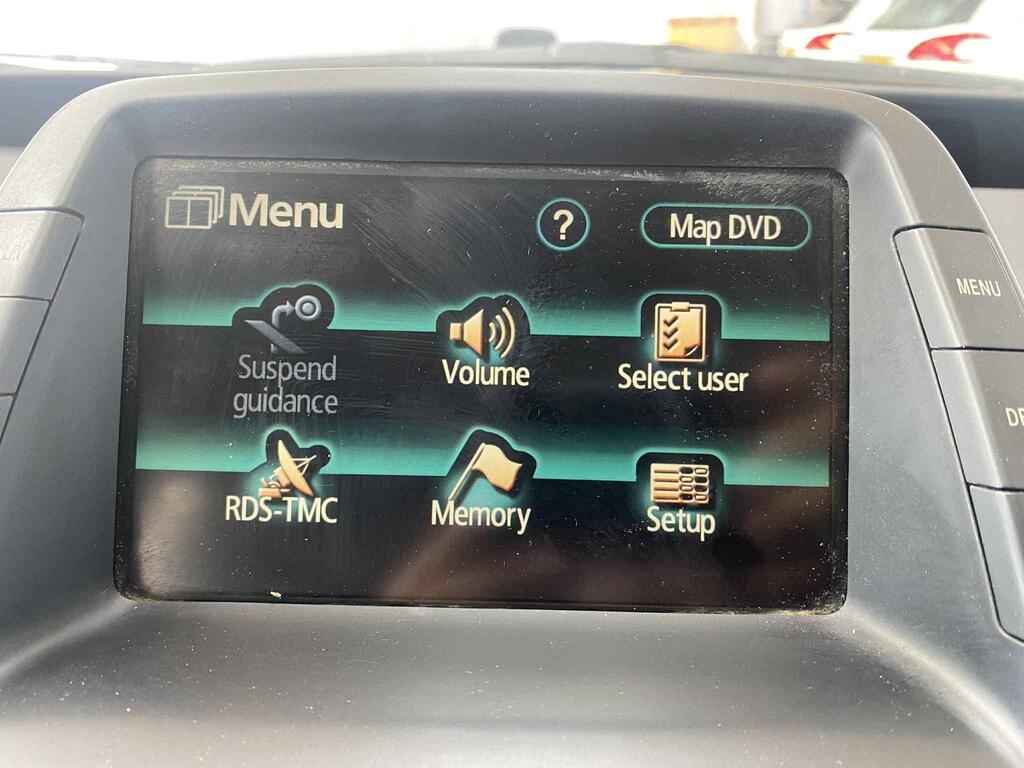 Menu
?
Map DVD
MENU
Suspend
guidance
Volume
Select user
RDS-TMC
Memory
Setup